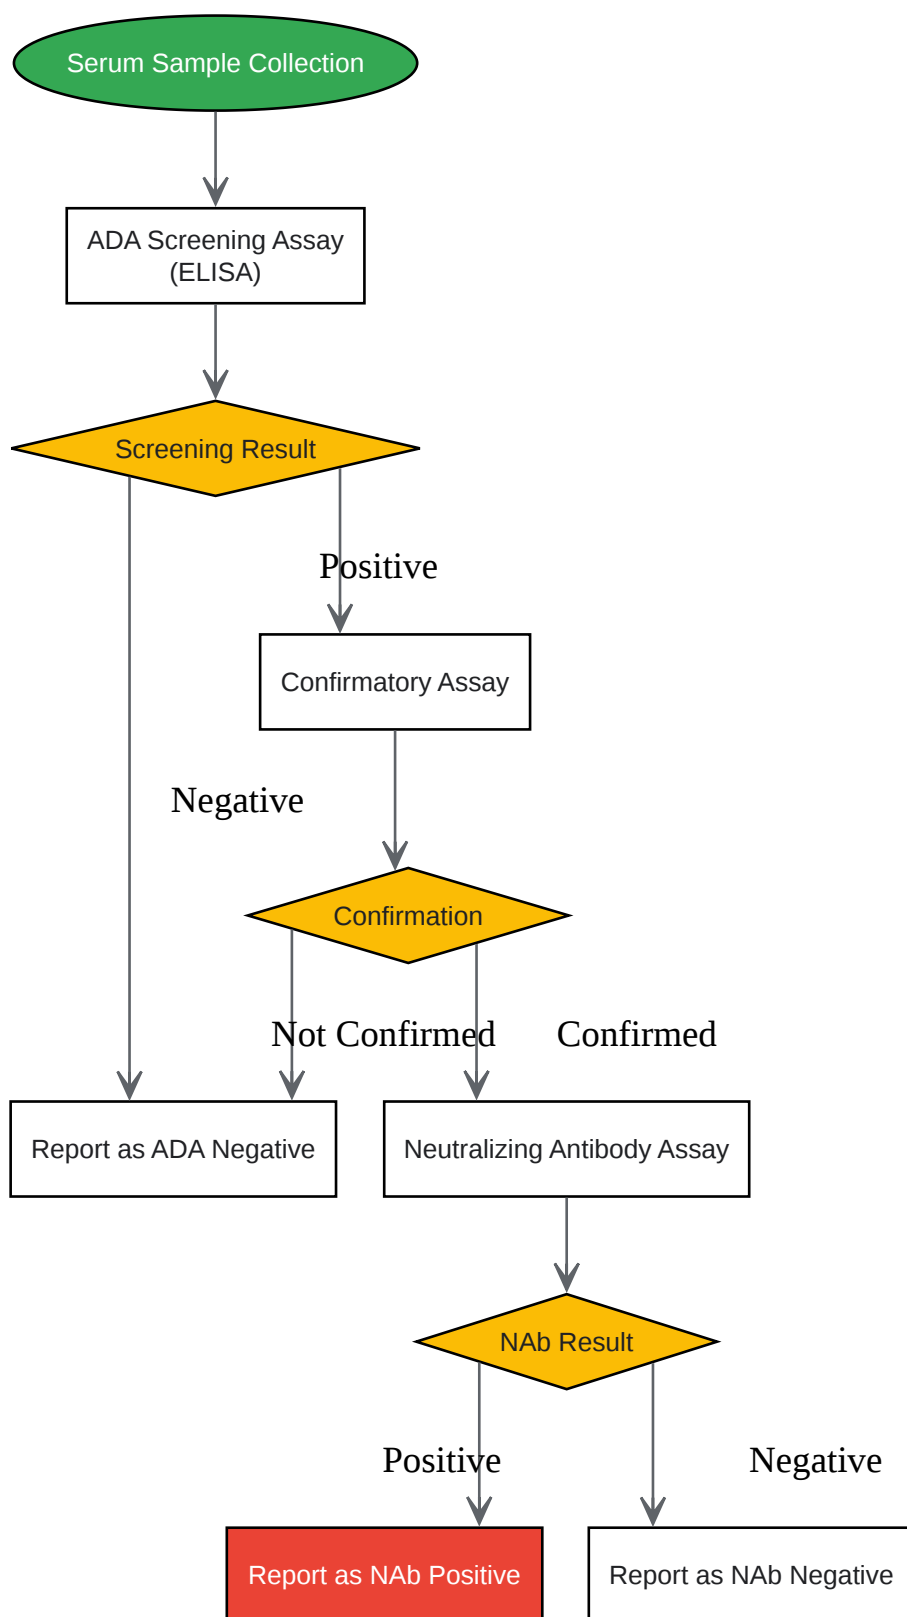 Serum Sample Collection
ADA Screening Assay
(ELISA)
Screening Result
Positive
Confirmatory Assay
Negative
Confirmation
Not Confirmed
Confirmed
Report as ADA Negative
Neutralizing Antibody Assay
NAb Result
Positive
Negative
Report as NAb Positive
Report as NAb Negative